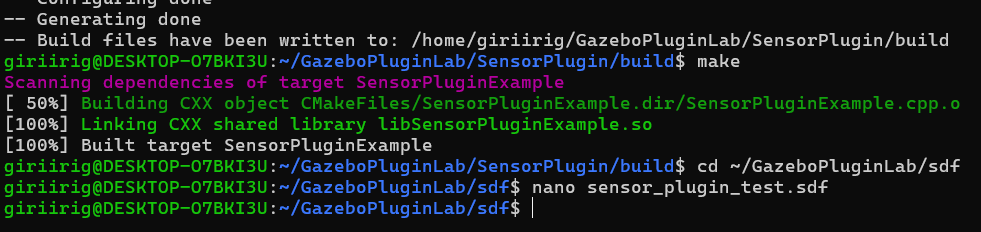 -- Configuring done
-- Generating done
-- Build files have been written to: /home/giriirig/GazeboPluginLab/SensorPlugin/build
giriirig@DESKTOP-O7BKI3U:~/GazeboPluginLab/SensorPlugin/build$ make
Scanning dependencies of target SensorPluginExample
[ 50%] Building CXX object CMakeFiles/SensorPluginExample.dir/SensorPluginExample.cpp.o
[100%] Linking CXX shared library libSensorPluginExample.so
[100%] Built target SensorPluginExample
giriirig@DESKTOP-O7BKI3U:~/GazeboPluginLab/SensorPlugin/build$ cd ~/GazeboPluginLab/sdf
giriirig@DESKTOP-O7BKI3U:~/GazeboPluginLab/sdf$ nano sensor_plugin_test.sdf
giriirig@DESKTOP-O7BKI3U:~/GazeboPluginLab/sdf$